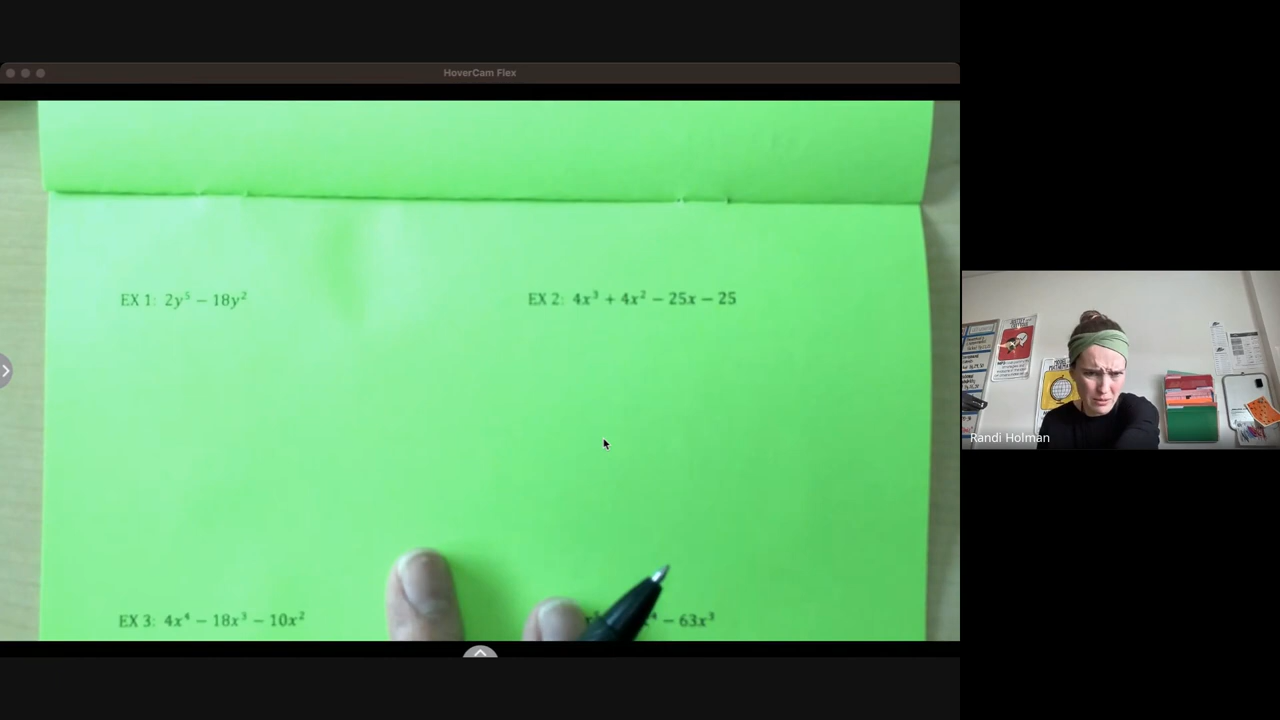 HoverCam Flex
EX 1: 2y⁵ − 18y²
EX 2: 4x³ + 4x² − 25x − 25
EX 3: 4x⁴ − 18x³ − 10x²
− 63x³
Randi Holman